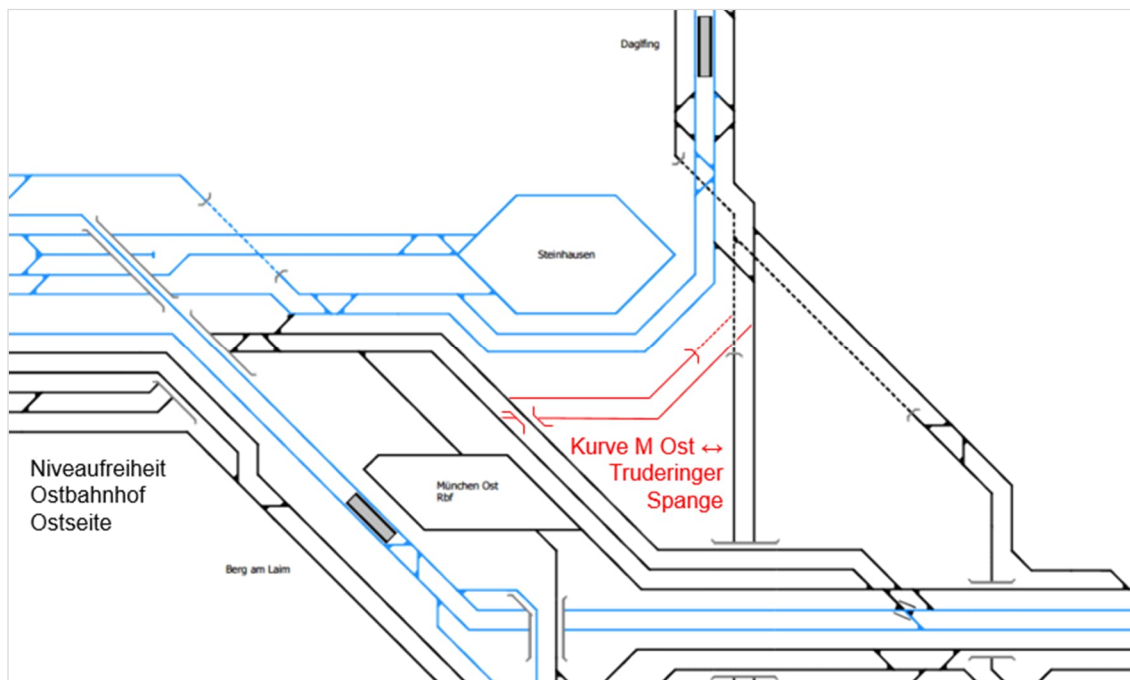 Daglfing
Steinhausen
Kurve M Ost ↔
Truderinger
Spange
Niveaufreiheit
Ostbahnhof
Ostseite
München Ost
Rbf
Berg am Laim